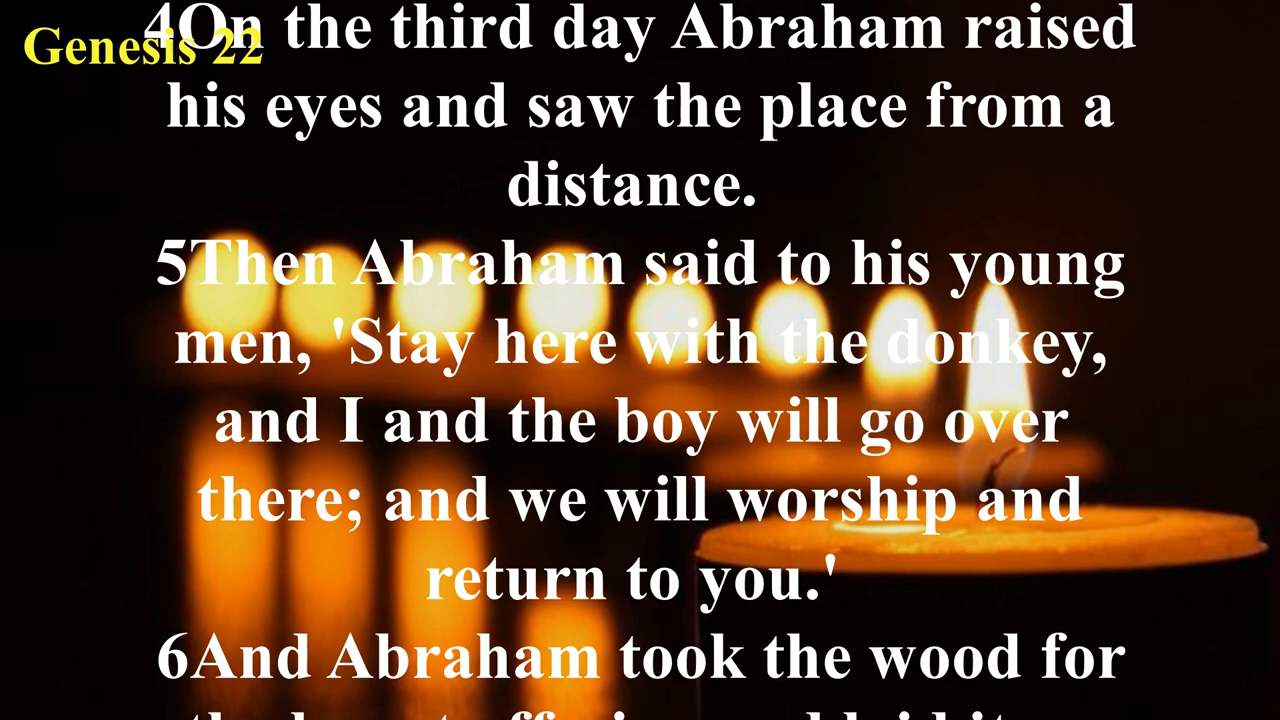 Genesis 22
4On the third day Abraham raised
his eyes and saw the place from a
distance.
5Then Abraham said to his young
men, 'Stay here with the donkey,
and I and the boy will go over
there; and we will worship and
return to you.'
6And Abraham took the wood for